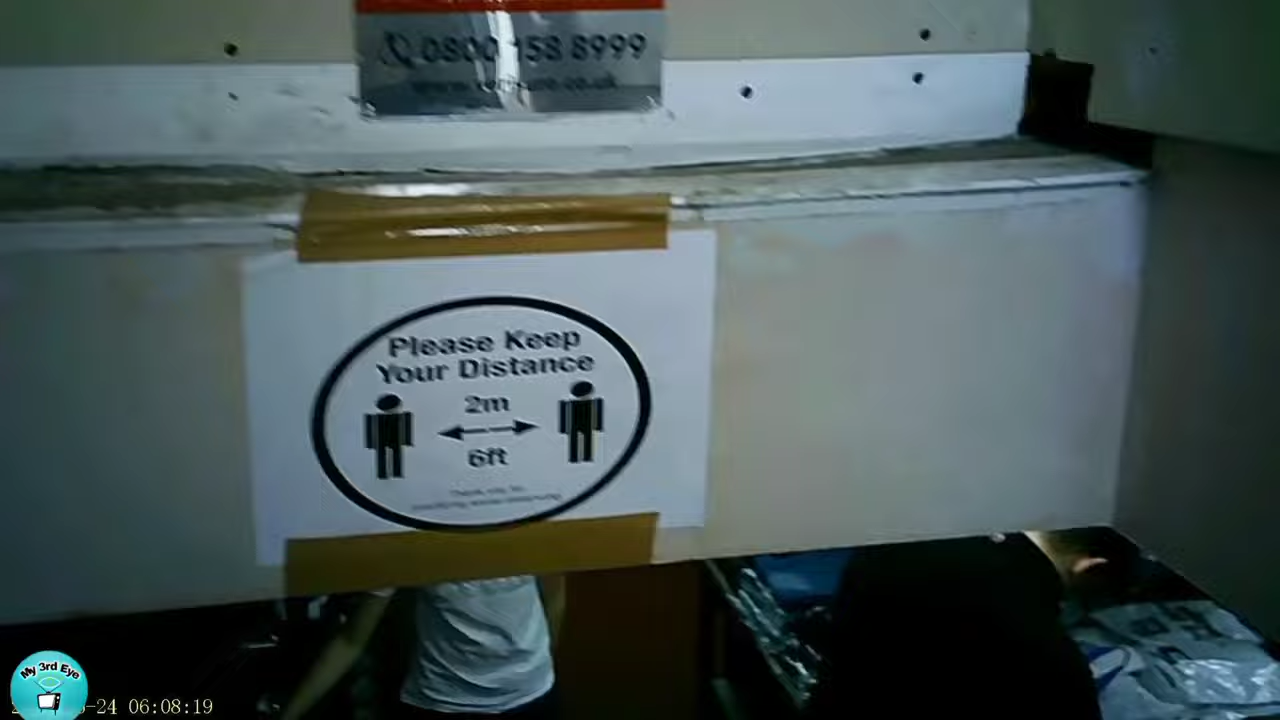 0800 158 8999
Please Keep
Your Distance
2m
6ft
My 3rd Eye
-24 06:08:19